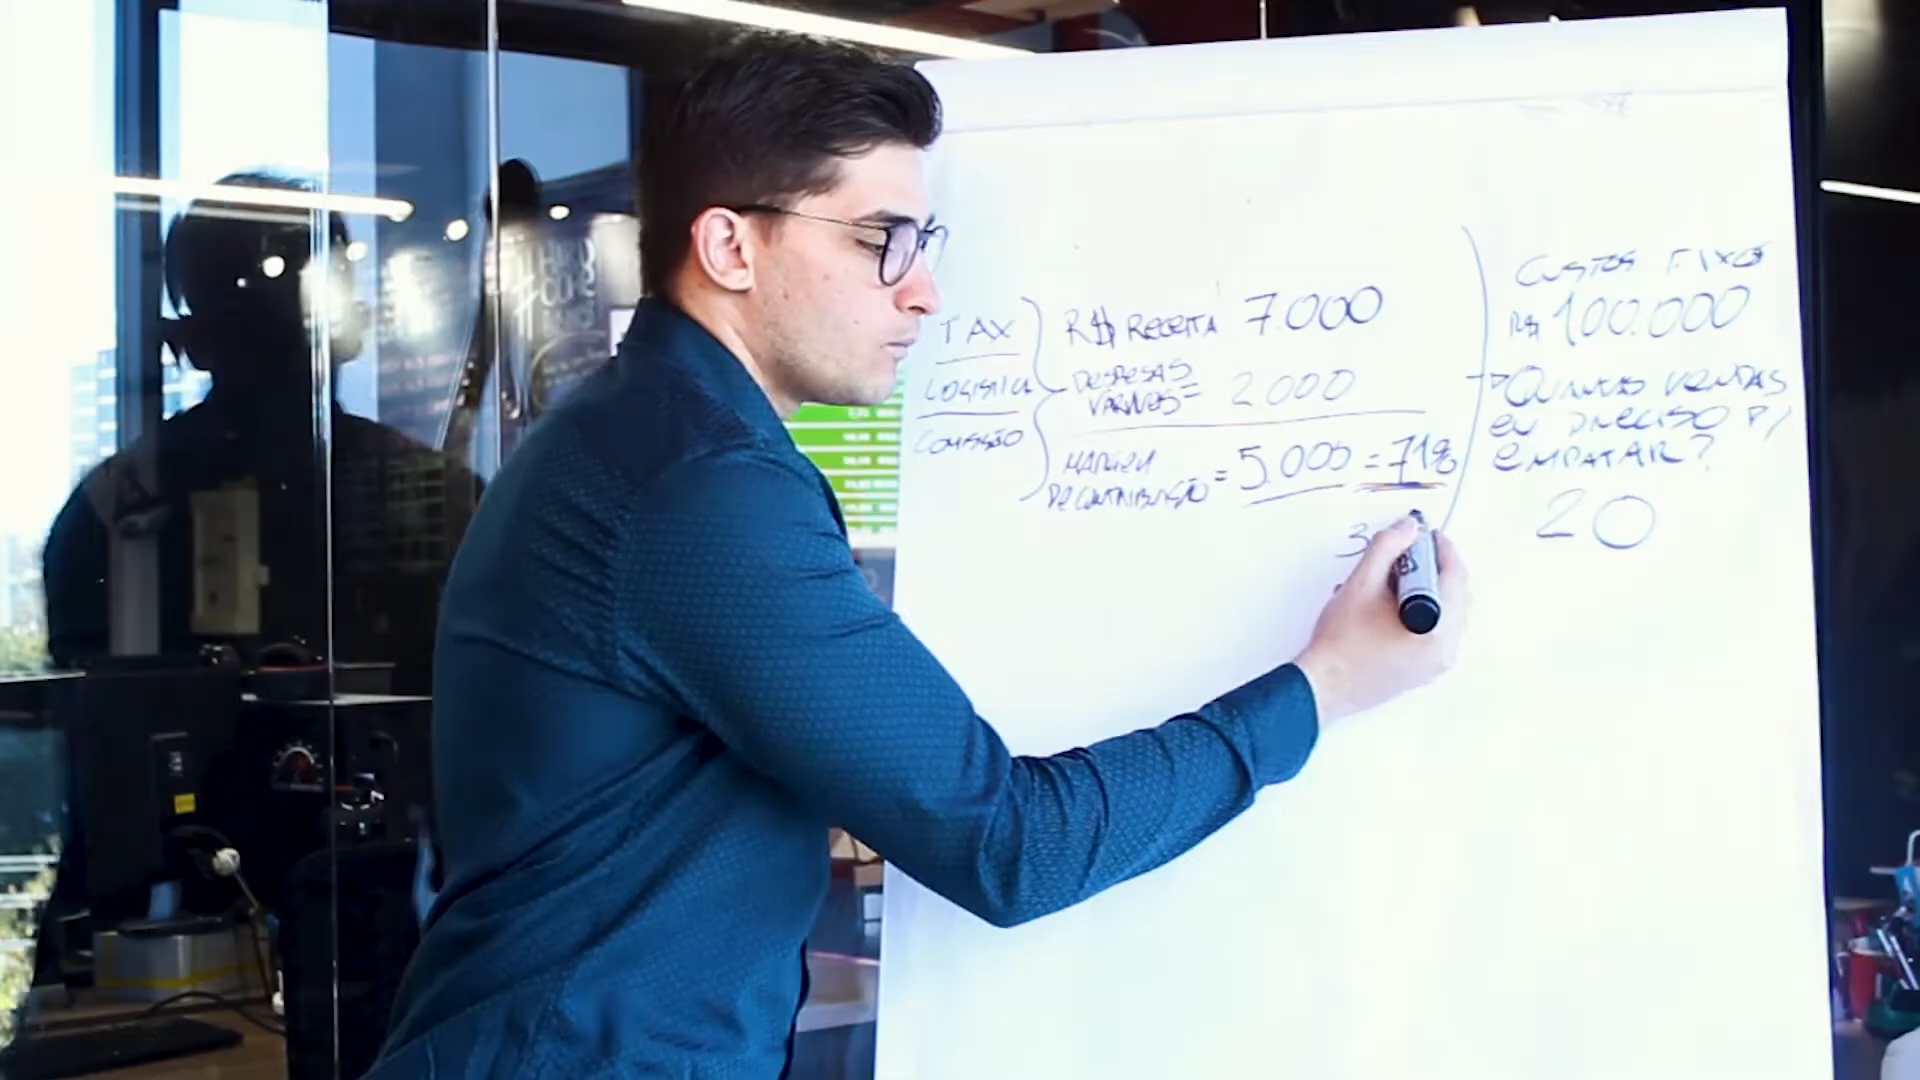 TAX
LOGISTICA
COMISSÃO
R$ RECEITA 7.000
DESPESAS
VARIÁVEIS = 2.000
MARGEM
DE CONTRIBUIÇÃO = 5.000 = 71%
3
CUSTOS FIXOS
R$ 100.000
QUANTAS VENDAS
EU PRECISO P/
EMPATAR?
20